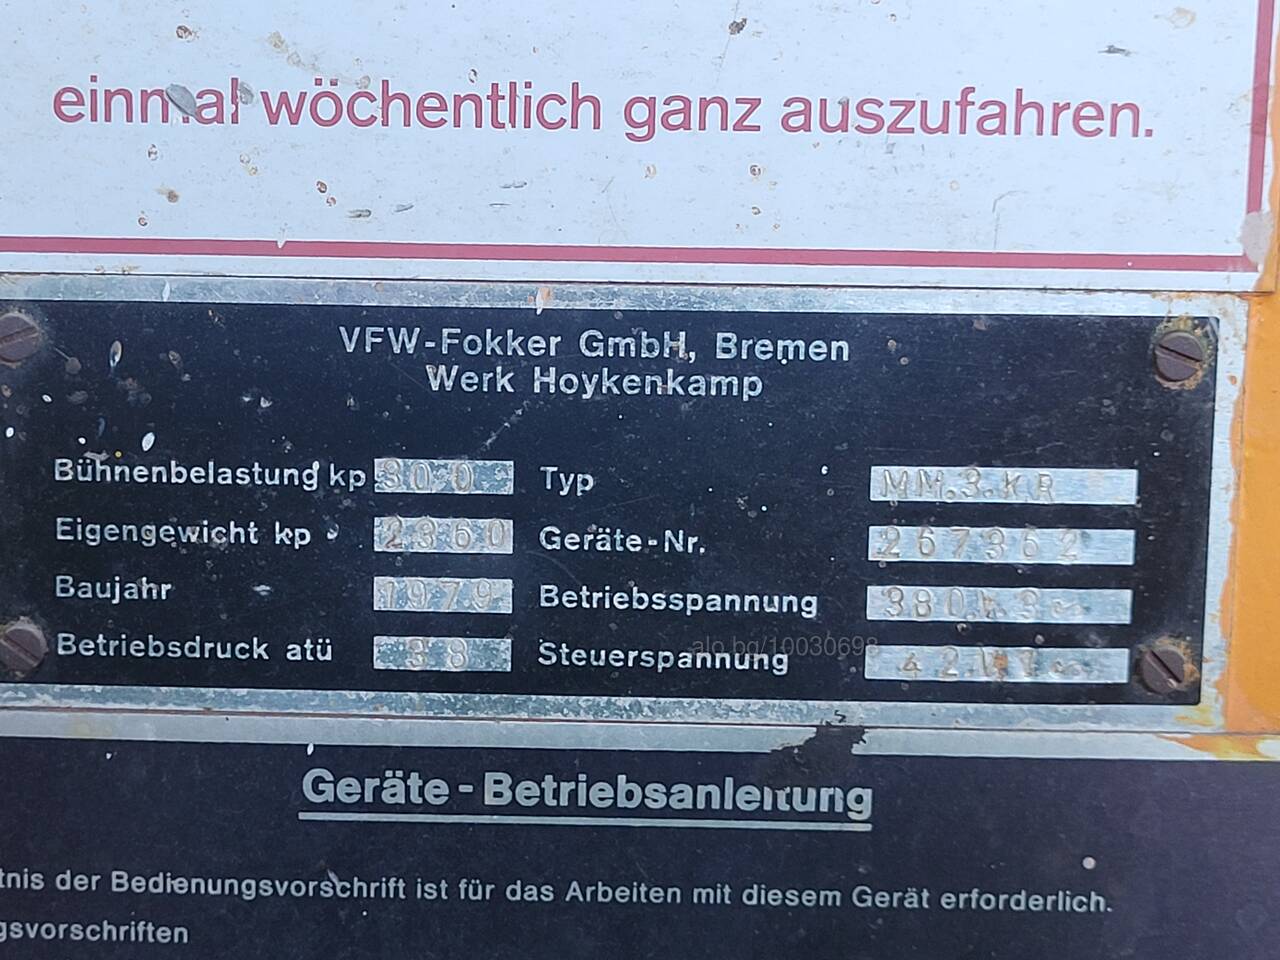 einmal wöchentlich ganz auszufahren.
VFW-Fokker GmbH, Bremen
Werk Hoykenkamp
Bühnenbelastung kp 300 Typ MM.3.KR
Eigengewicht kp 2360 Geräte-Nr. 267362
Baujahr 1979 Betriebsspannung 380.
Betriebsdruck atü 38 Steuerspannung 42
alo.bg/10030698
Geräte-Betriebsanleitung
tnis der Bedienungsvorschrift ist für das Arbeiten mit diesem Gerät erforderlich.
gsvorschriften